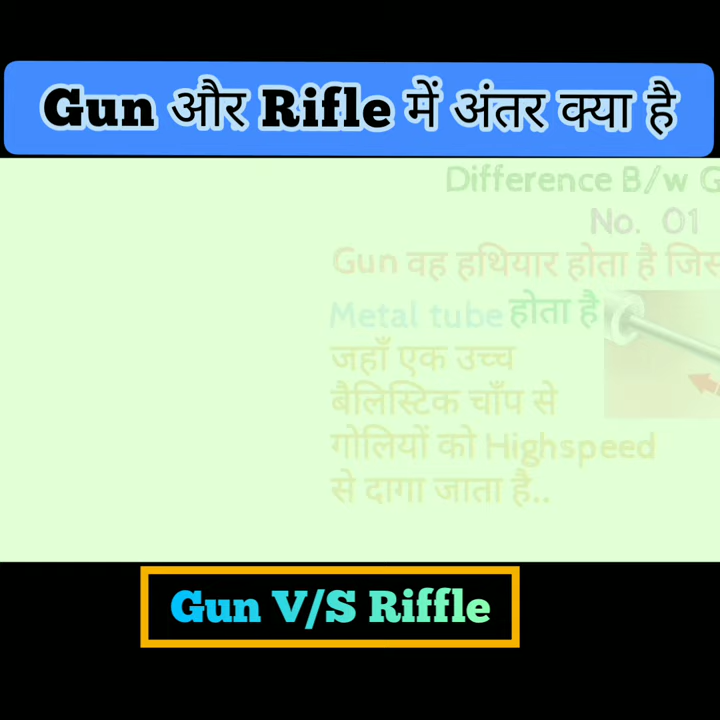 Gun और Rifle में अंतर क्या है
Difference B/w G
No. 01
Gun वह हथियार होता है जिस
Metal tube होता है
जहाँ एक उच्च
बैलिस्टिक चाँप से
गोलियों को Highspeed
से दागा जाता है..
Gun V/S Riffle